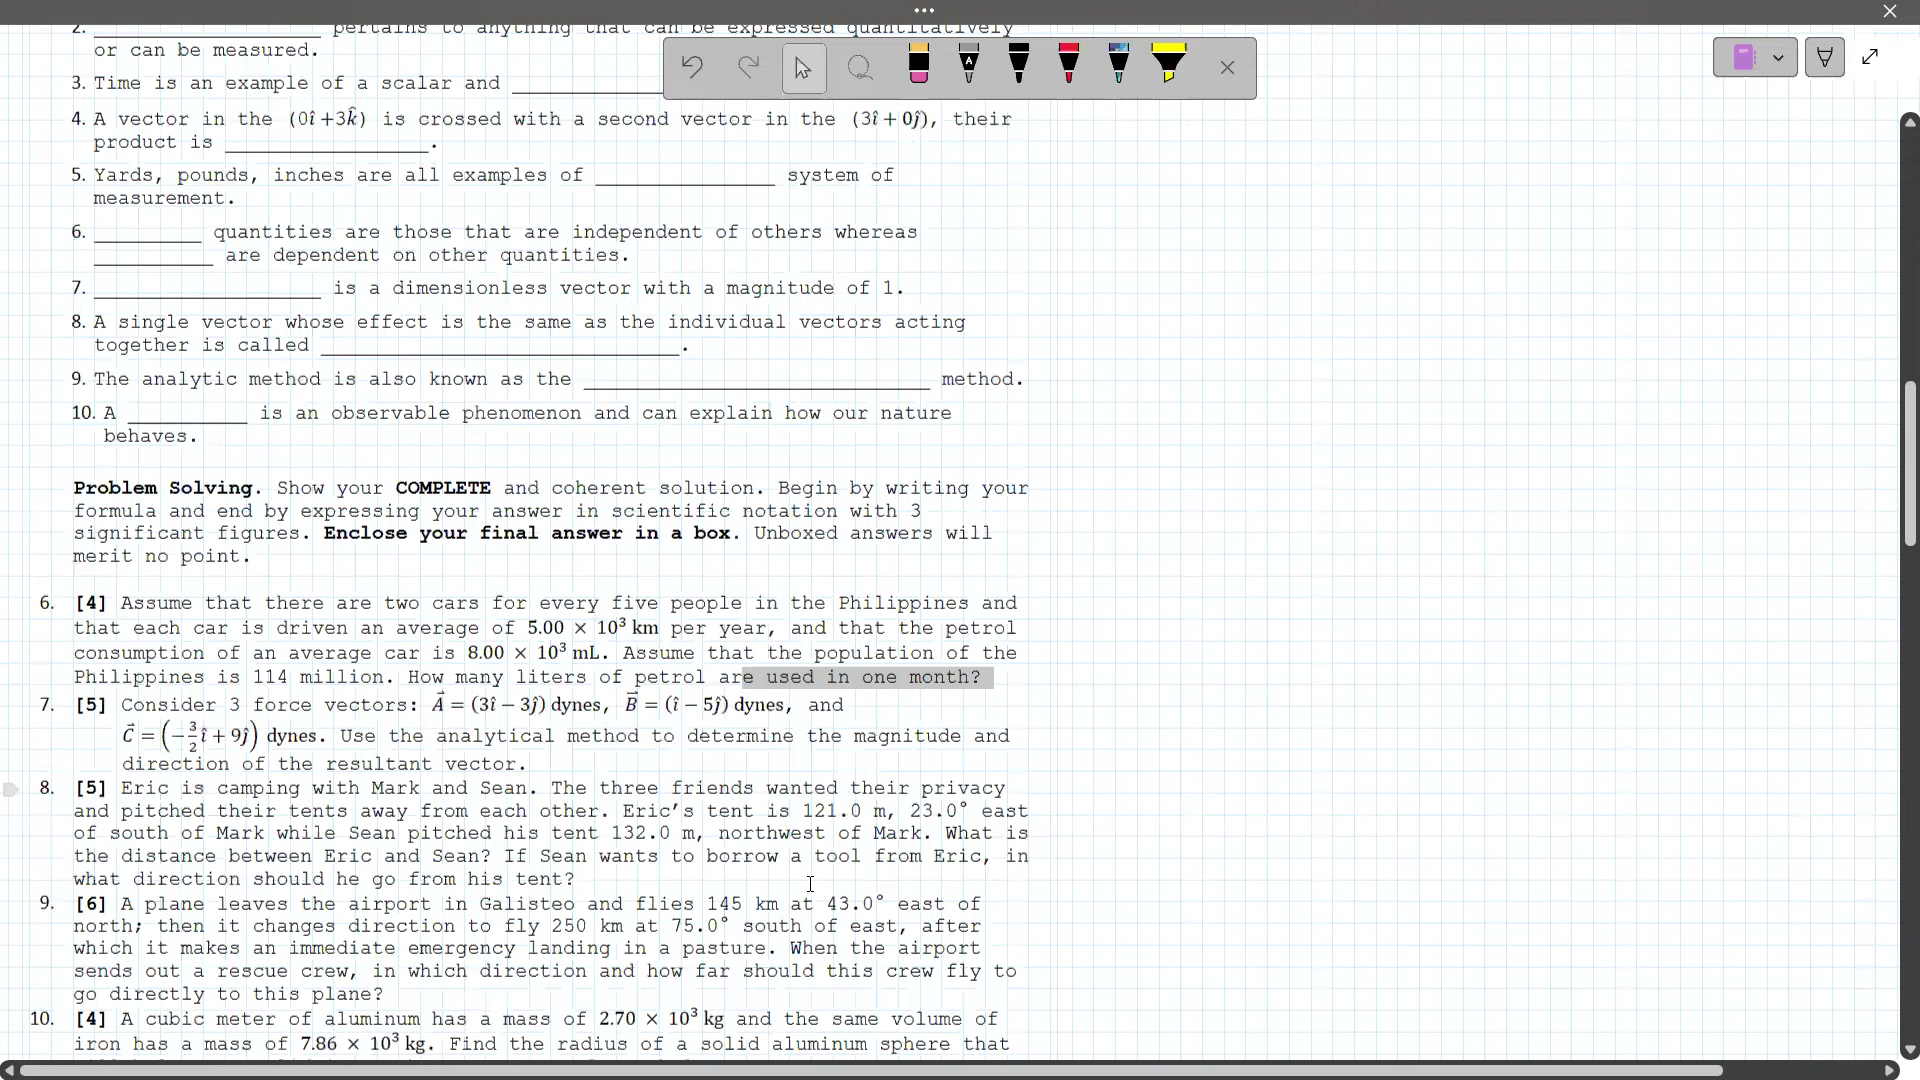 2. __________________ pertains to anything that can be expressed quantitatively
or can be measured.
3. Time is an example of a scalar and ____________
4. A vector in the (0î+3k̂) is crossed with a second vector in the (3î+0ĵ), their
product is _________________.
5. Yards, pounds, inches are all examples of _______________ system of
measurement.
6. _________ quantities are those that are independent of others whereas
__________ are dependent on other quantities.
7. ___________________ is a dimensionless vector with a magnitude of 1.
8. A single vector whose effect is the same as the individual vectors acting
together is called ______________________________.
9. The analytic method is also known as the _____________________________ method.
10. A __________ is an observable phenomenon and can explain how our nature
behaves.
Problem Solving. Show your COMPLETE and coherent solution. Begin by writing your
formula and end by expressing your answer in scientific notation with 3
significant figures. Enclose your final answer in a box. Unboxed answers will
merit no point.
6. [4] Assume that there are two cars for every five people in the Philippines and
that each car is driven an average of 5.00 × 10³ km per year, and that the petrol
consumption of an average car is 8.00 × 10³ mL. Assume that the population of the
Philippines is 114 million. How many liters of petrol are used in one month?
7. [5] Consider 3 force vectors: A⃗ = (3î − 3ĵ) dynes, B⃗ = (î − 5ĵ) dynes, and
C⃗ = (−3/2 î + 9ĵ) dynes. Use the analytical method to determine the magnitude and
direction of the resultant vector.
8. [5] Eric is camping with Mark and Sean. The three friends wanted their privacy
and pitched their tents away from each other. Eric's tent is 121.0 m, 23.0° east
of south of Mark while Sean pitched his tent 132.0 m, northwest of Mark. What is
the distance between Eric and Sean? If Sean wants to borrow a tool from Eric, in
what direction should he go from his tent?
9. [6] A plane leaves the airport in Galisteo and flies 145 km at 43.0° east of
north; then it changes direction to fly 250 km at 75.0° south of east, after
which it makes an immediate emergency landing in a pasture. When the airport
sends out a rescue crew, in which direction and how far should this crew fly to
go directly to this plane?
10. [4] A cubic meter of aluminum has a mass of 2.70 × 10³ kg and the same volume of
iron has a mass of 7.86 × 10³ kg. Find the radius of a solid aluminum sphere that